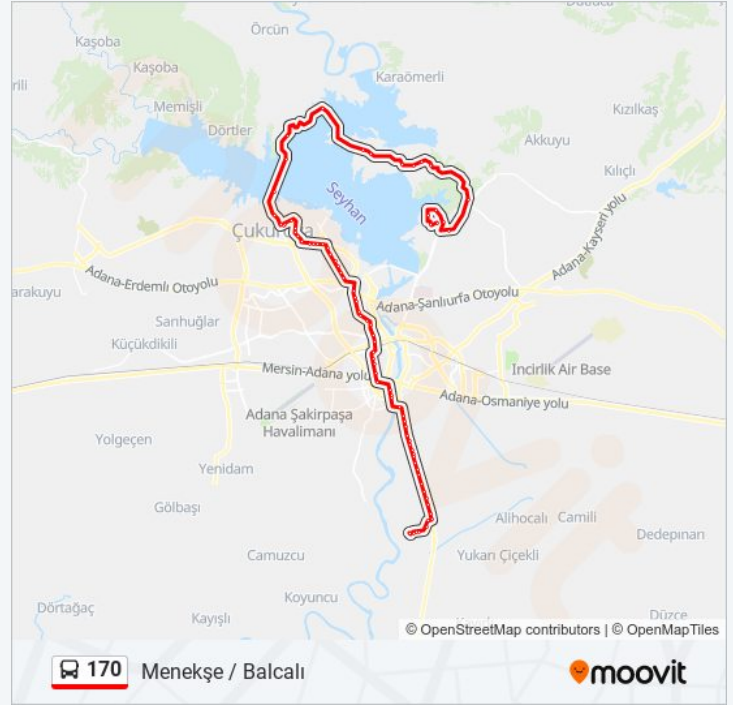 Örcün
Kaşoba
Kaşoba
Karaömerli
Memişli
Kızılkaş
Dörtler
Akkuyu
Kılıçlı
Seyhan
Adana-Kayseri yolu
Adana-Erdemlı Otoyolu
arakuyu
Adana-Şanlıurfa Otoyolu
Sarıhuğlar
Küçükdikili
Mersin-Adana yolu
Incirlik Air Base
Adana-Osmaniye yolu
Adana Şakirpaşa
Havalimanı
Yolgeçen
Yenidam
Gölbaşı
Alihocalı
Camili
Dedepınarı
Camuzcu
Yukarı Çiçekli
Koyuncu
Dörtağaç
Kayışlı
Düzce
© OpenStreetMap contributors | © OpenMapTiles
170
Menekşe / Balcalı
moovit